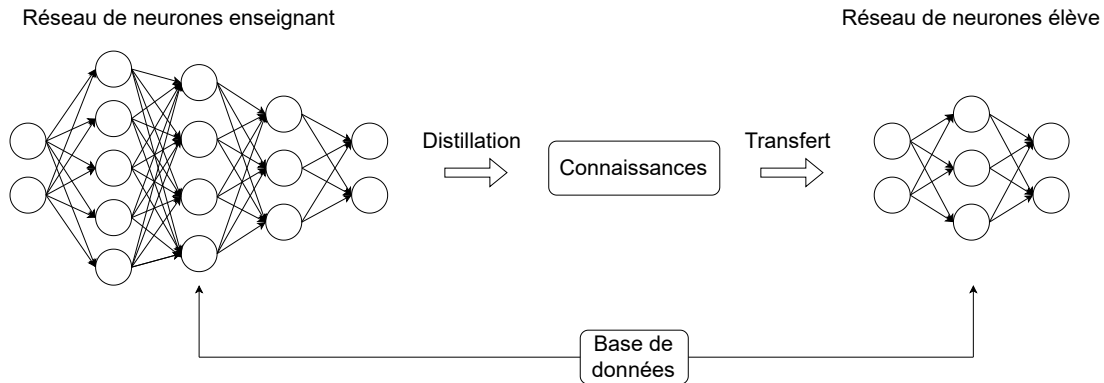 Réseau de neurones enseignant
Réseau de neurones élève
Distillation
Connaissances
Transfert
Base de
données